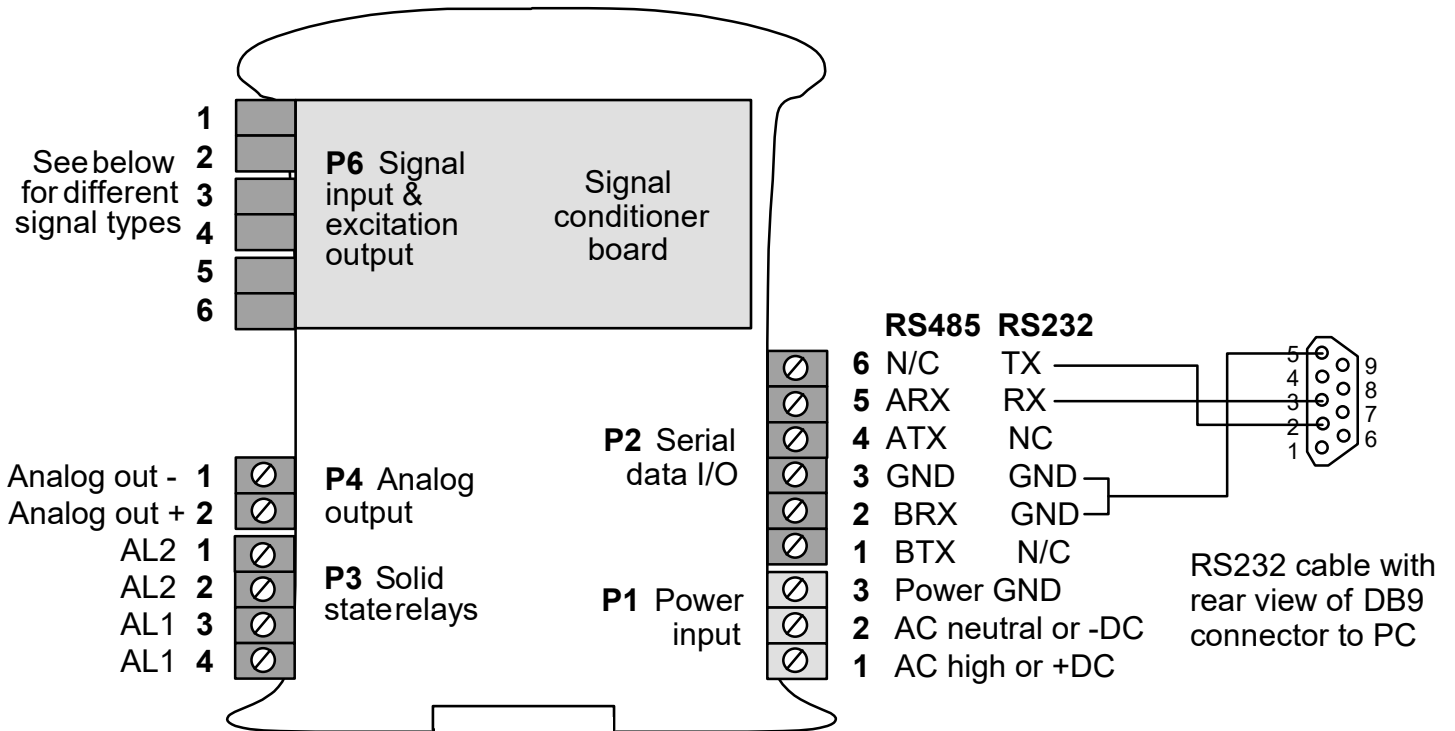 1
See below 2
for different 3
signal types 4
5
6
P6 Signal
input &
excitation
output
Signal
conditioner
board
Analog out - 1
Analog out + 2
AL2 1
AL2 2
AL1 3
AL1 4
P4 Analog
output
P3 Solid
state relays
P2 Serial
data I/O
P1 Power
input
RS485 RS232
6 N/C TX
5 ARX RX
4 ATX NC
3 GND GND
2 BRX GND
1 BTX N/C
3 Power GND
2 AC neutral or -DC
1 AC high or +DC
5 9
4 8
3 7
2 6
1
RS232 cable with
rear view of DB9
connector to PC